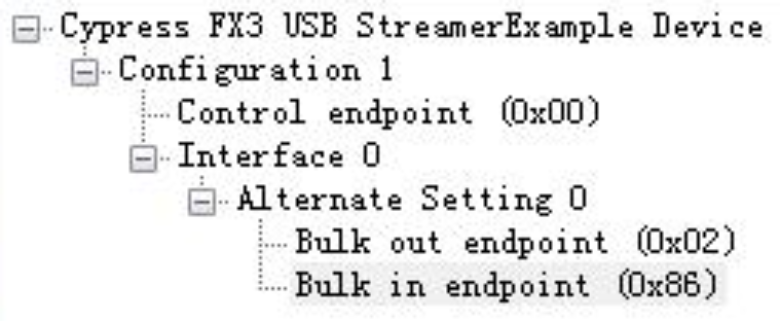 Cypress FX3 USB StreamerExample Device
Configuration 1
Control endpoint (0x00)
Interface 0
Alternate Setting 0
Bulk out endpoint (0x02)
Bulk in endpoint (0x86)